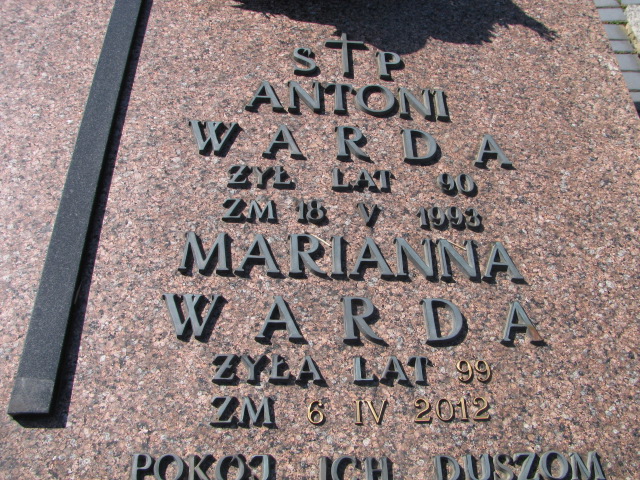 Ś P
ANTONI
WARDA
ŻYŁ LAT 90
ZM 18 V 1993
MARIANNA
WARDA
ŻYŁA LAT 99
ZM 6 IV 2012
POKÓJ ICH DUSZOM